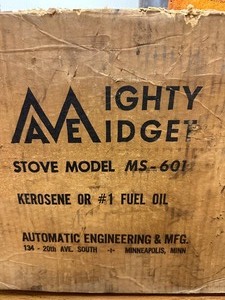 MIGHTY
AME MIDGET
STOVE MODEL MS-601
KEROSENE OR #1 FUEL OIL
AUTOMATIC ENGINEERING & MFG.
134 - 20th AVE. SOUTH -:- MINNEAPOLIS, MINN